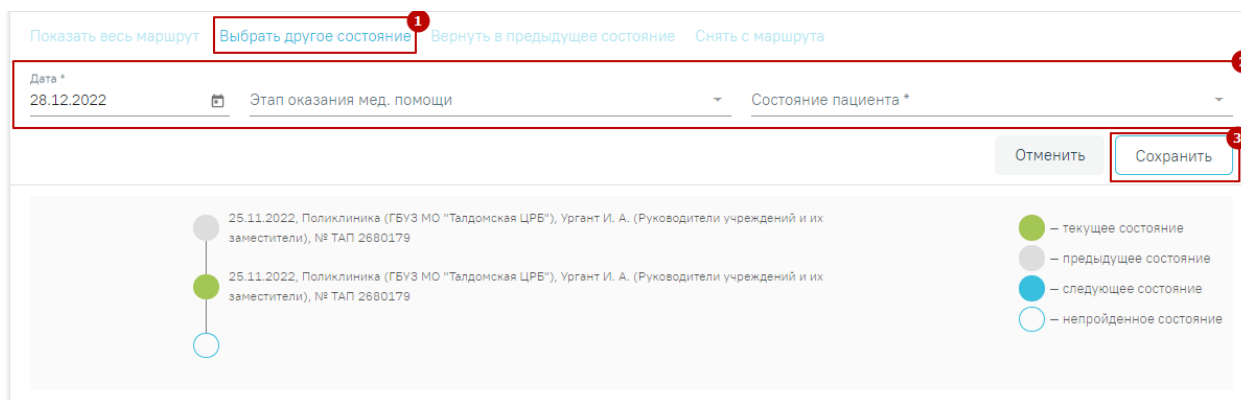 1
Показать весь маршрут Выбрать другое состояние Вернуть в предыдущее состояние Снять с маршрута
2
Дата *
28.12.2022 Этап оказания мед. помощи Состояние пациента *
3
Отменить Сохранить
25.11.2022, Поликлиника (ГБУЗ МО "Талдомская ЦРБ"), Ургант И. А. (Руководители учреждений и их
заместители), № ТАП 2680179
25.11.2022, Поликлиника (ГБУЗ МО "Талдомская ЦРБ"), Ургант И. А. (Руководители учреждений и их
заместители), № ТАП 2680179
— текущее состояние
— предыдущее состояние
— следующее состояние
— непройденное состояние